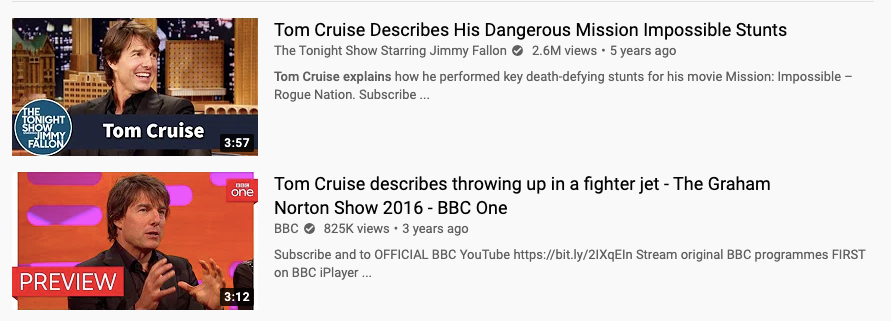 Tom Cruise Describes His Dangerous Mission Impossible Stunts
The Tonight Show Starring Jimmy Fallon 2.6M views • 5 years ago
Tom Cruise explains how he performed key death-defying stunts for his movie Mission: Impossible –
Rogue Nation. Subscribe ...
THE
TONIGHT
SHOW
JIMMY
FALLON
Tom Cruise
3:57
Tom Cruise describes throwing up in a fighter jet - The Graham
Norton Show 2016 - BBC One
BBC 825K views • 3 years ago
Subscribe and to OFFICIAL BBC YouTube https://bit.ly/2IXqEIn Stream original BBC programmes FIRST
on BBC iPlayer ...
BBC
one
PREVIEW
3:12